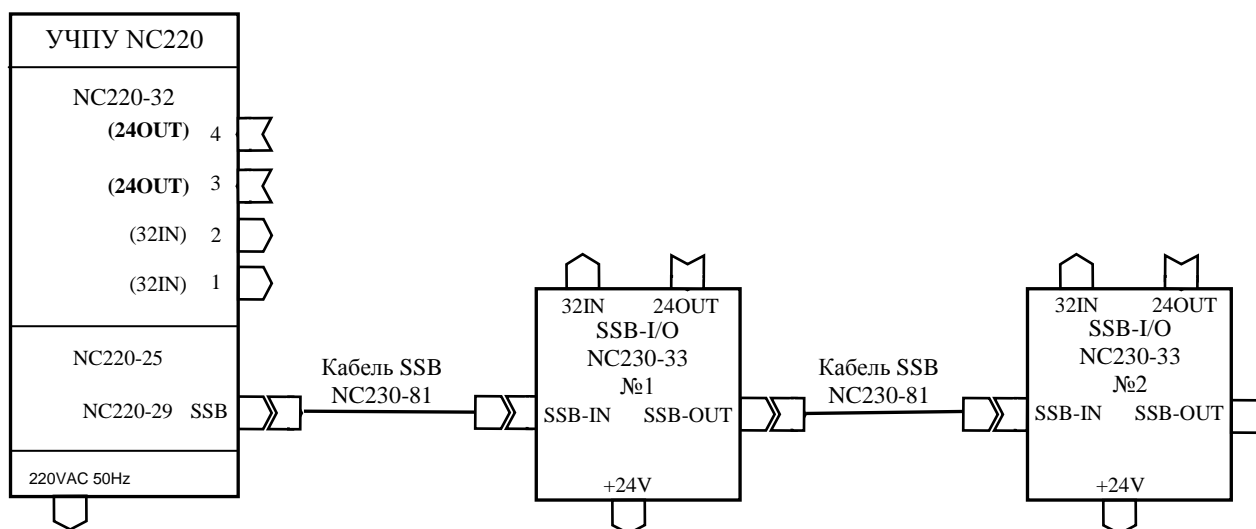 УЧПУ NC220
NC220-32
(24OUT) 4
(24OUT) 3
(32IN) 2
(32IN) 1
NC220-25
NC220-29 SSB
220VAC 50Hz
Кабель SSB
NC230-81
32IN 24OUT
SSB-I/O
NC230-33
№1
SSB-IN SSB-OUT
+24V
Кабель SSB
NC230-81
32IN 24OUT
SSB-I/O
NC230-33
№2
SSB-IN SSB-OUT
+24V